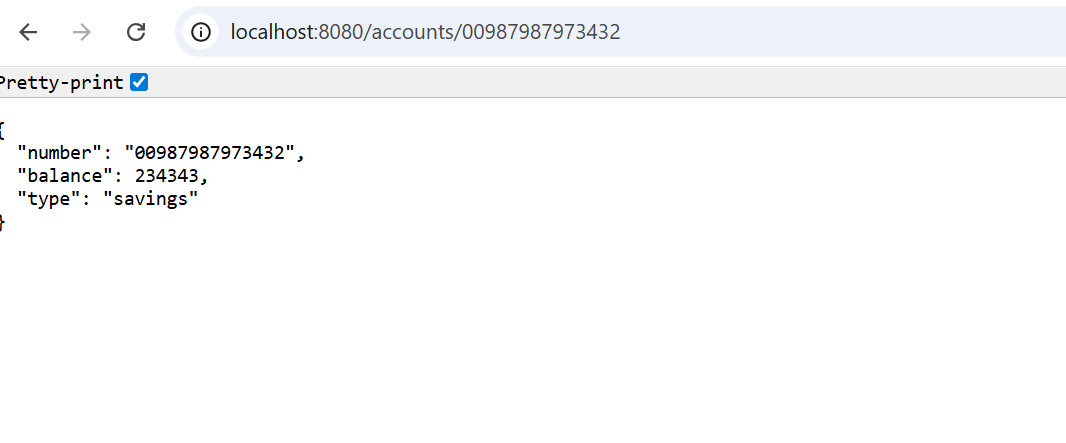 localhost:8080/accounts/00987987973432
Pretty-print
{
  "number": "00987987973432",
  "balance": 234343,
  "type": "savings"
}